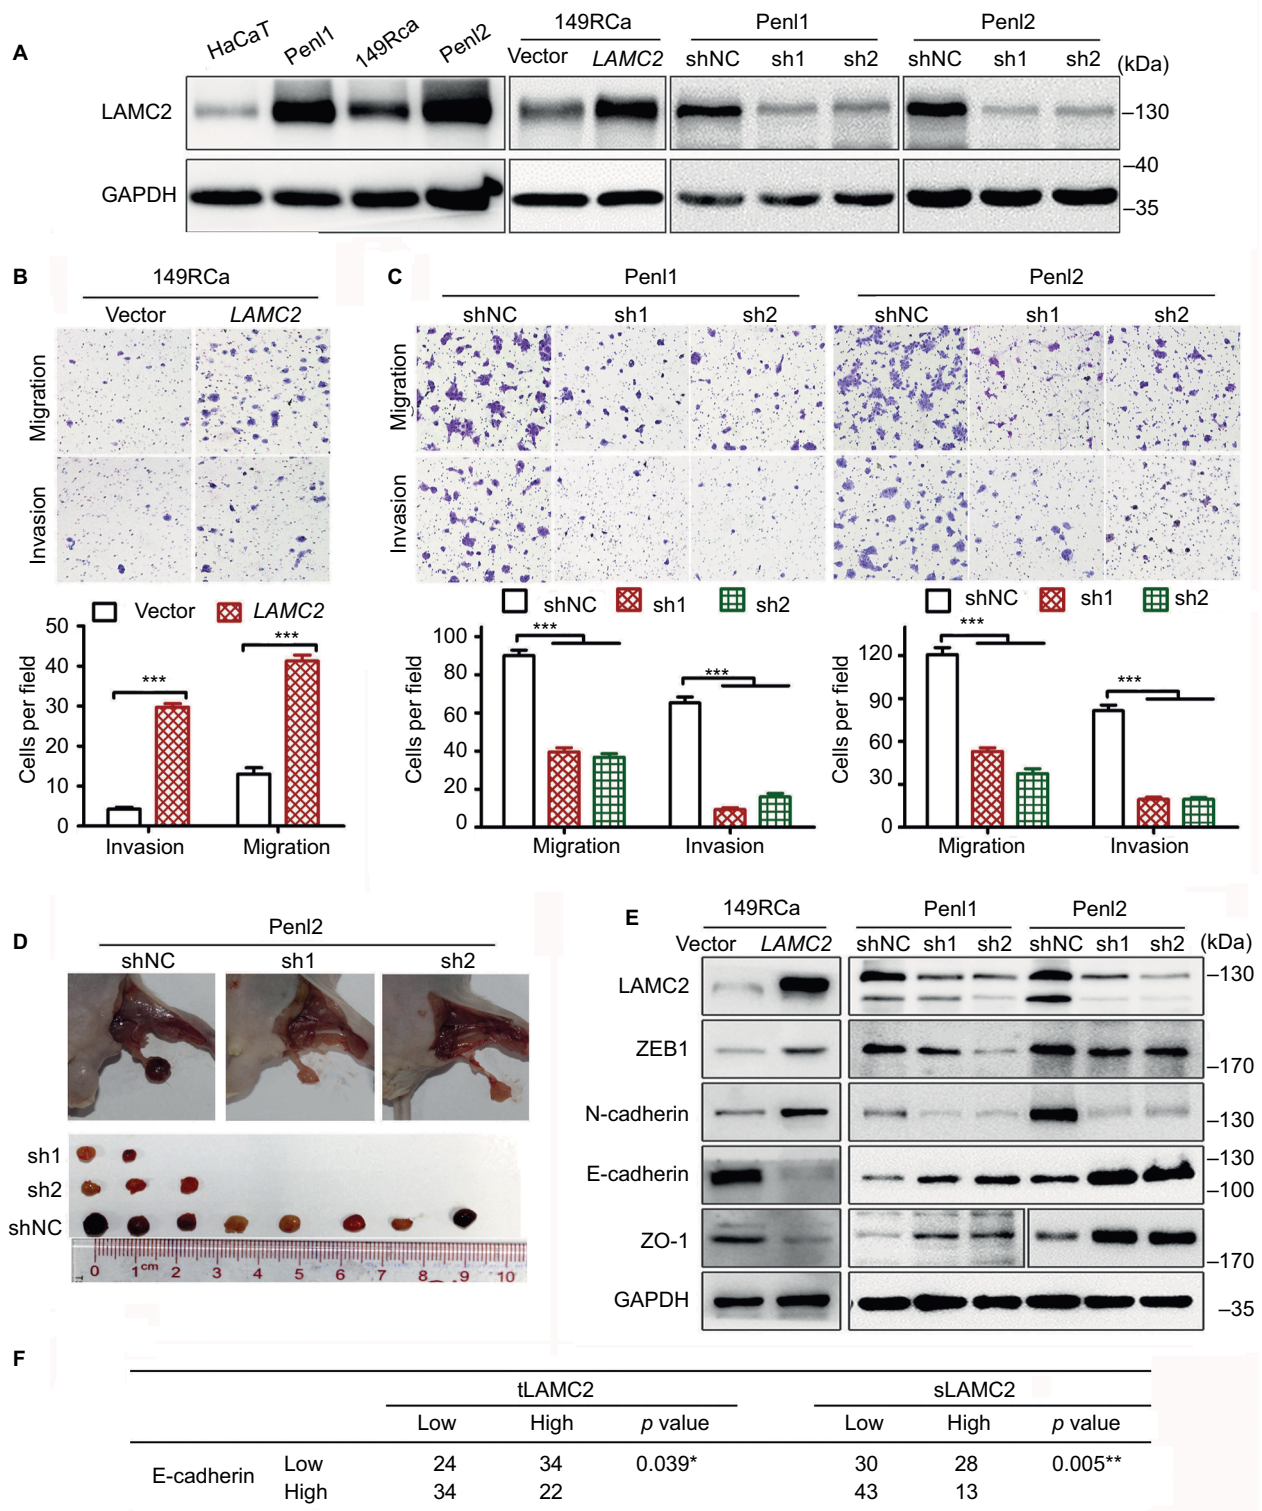 A
HaCaT Penl1 149Rca Penl2
149RCa Penl1 Penl2
Vector LAMC2 shNC sh1 sh2 shNC sh1 sh2 (kDa)
LAMC2 –130
–40
GAPDH
–35
B
149RCa
Vector LAMC2
Migration
Invasion
Vector LAMC2
Cells per field
50
40
30
20
10
0
*** ***
Invasion Migration
C
Penl1 Penl2
shNC sh1 sh2 shNC sh1 sh2
Migration
Invasion
shNC sh1 sh2
Cells per field
100
80
60
40
20
0
*** ***
Migration Invasion
shNC sh1 sh2
Cells per field
120
90
60
30
0
*** ***
Migration Invasion
D
Penl2
shNC sh1 sh2
sh1
sh2
shNC
0 1cm 2 3 4 5 6 7 8 9 10
E
149RCa Penl1 Penl2
Vector LAMC2 shNC sh1 sh2 shNC sh1 sh2 (kDa)
LAMC2 –130
ZEB1
–170
N-cadherin
–130
–130
E-cadherin
–100
ZO-1
–170
GAPDH
–35
F
tLAMC2 sLAMC2
Low High p value Low High p value
E-cadherin
Low 24 34 0.039* 30 28 0.005**
High 34 22 43 13